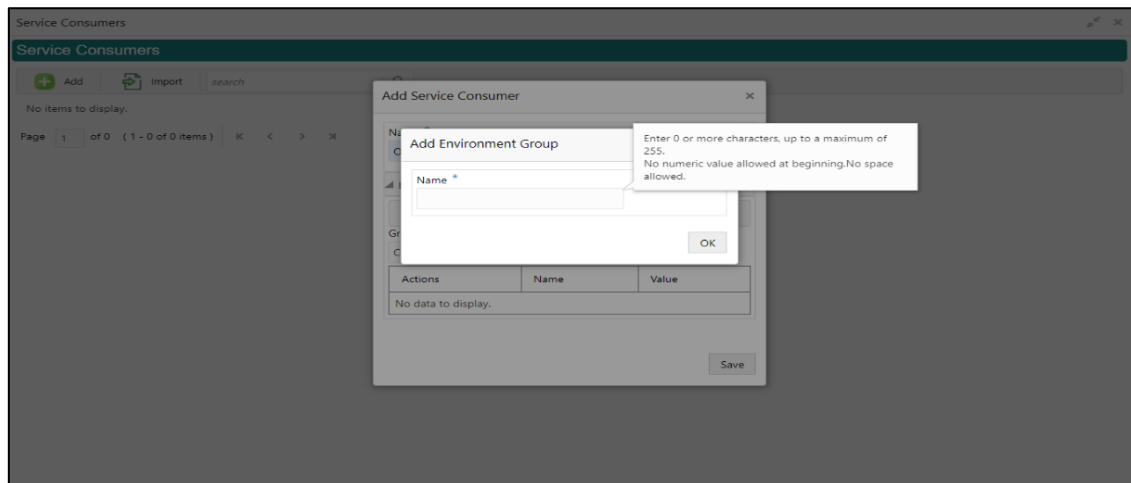 Service Consumers
Service Consumers
Add Import search
No items to display.
Page 1 of 0 ( 1 - 0 of 0 items ) K < > >|
Add Service Consumer ×
Na
Add Environment Group
Enter 0 or more characters, up to a maximum of
255.
No numeric value allowed at beginning.No space
allowed.
Name *
Gr
OK
Actions Name Value
No data to display.
Save